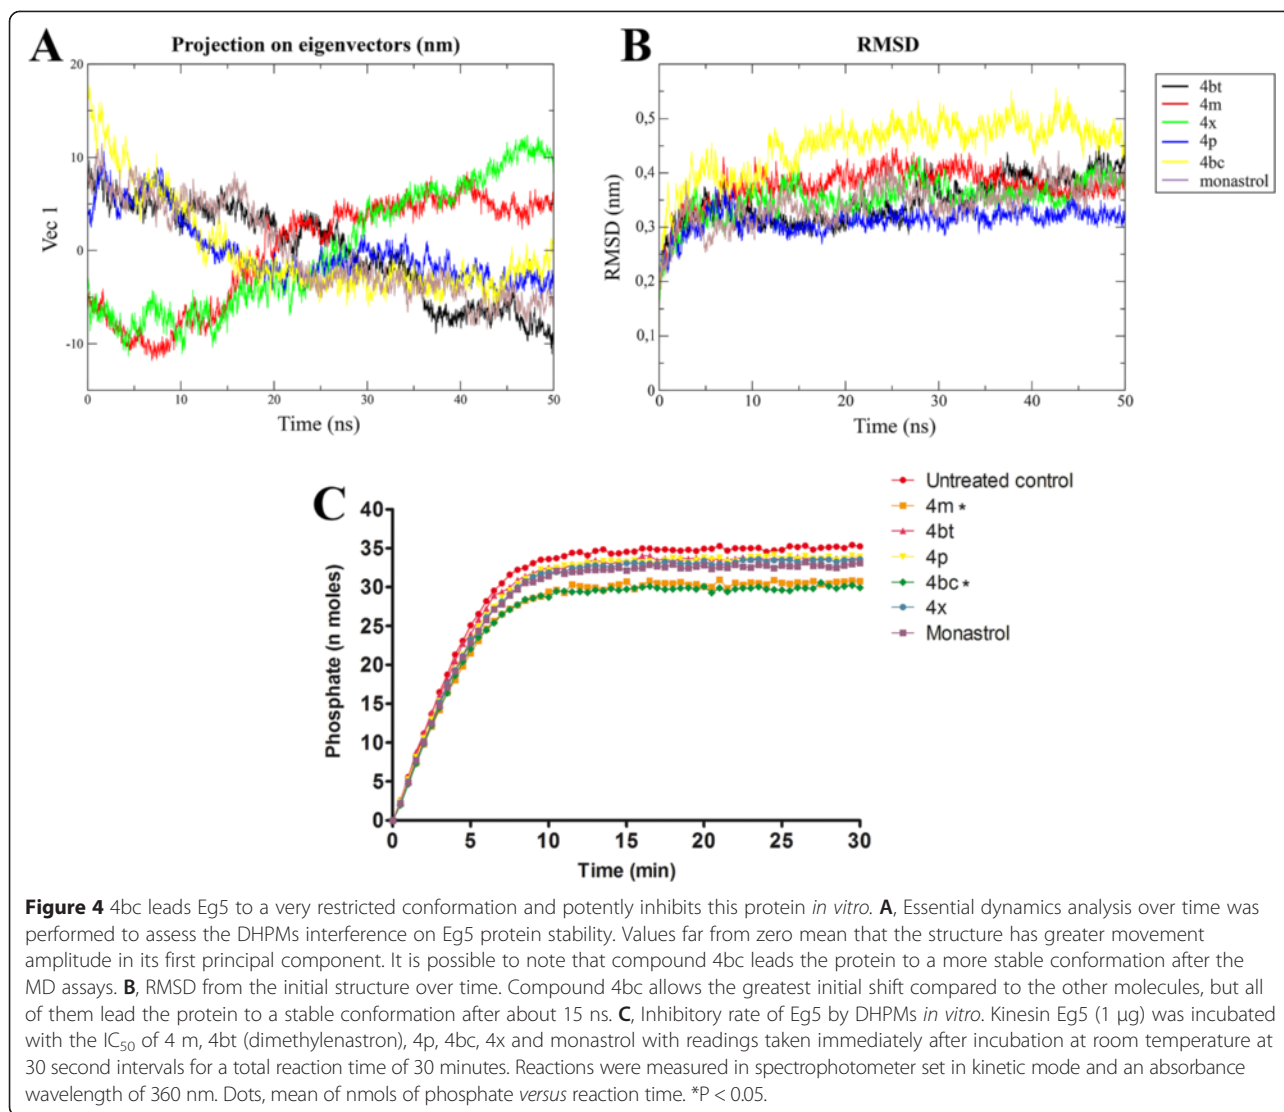 A
Projection on eigenvectors (nm)
20
10
0
-10
Vec 1
0
10
20
30
40
50
Time (ns)
B
RMSD
0,5
0,4
0,3
0,2
0,1
0
RMSD (nm)
0
10
20
30
40
50
Time (ns)
4bt
4m
4x
4p
4bc
monastrol
C
40
35
30
25
20
15
10
5
0
Phosphate (n moles)
0
5
10
15
20
25
30
Time (min)
Untreated control
4m *
4bt
4p
4bc *
4x
Monastrol
Figure 4 4bc leads Eg5 to a very restricted conformation and potently inhibits this protein in vitro. A, Essential dynamics analysis over time was
performed to assess the DHPMs interference on Eg5 protein stability. Values far from zero mean that the structure has greater movement
amplitude in its first principal component. It is possible to note that compound 4bc leads the protein to a more stable conformation after the
MD assays. B, RMSD from the initial structure over time. Compound 4bc allows the greatest initial shift compared to the other molecules, but all
of them lead the protein to a stable conformation after about 15 ns. C, Inhibitory rate of Eg5 by DHPMs in vitro. Kinesin Eg5 (1 μg) was incubated
with the IC50 of 4 m, 4bt (dimethylenastron), 4p, 4bc, 4x and monastrol with readings taken immediately after incubation at room temperature at
30 second intervals for a total reaction time of 30 minutes. Reactions were measured in spectrophotometer set in kinetic mode and an absorbance
wavelength of 360 nm. Dots, mean of nmols of phosphate versus reaction time. *P < 0.05.